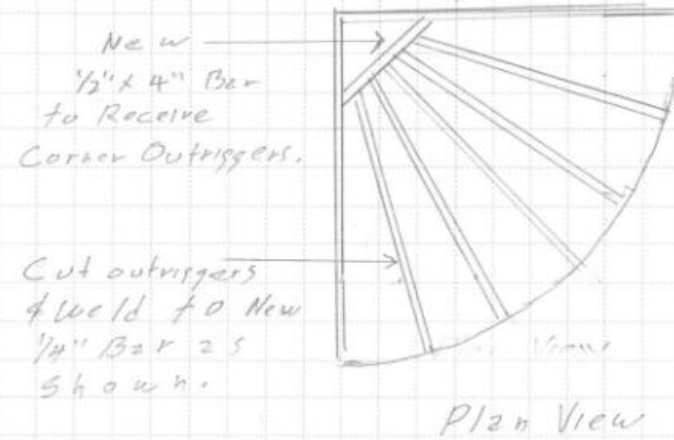 New
1/2" x 4" Bar
to Receive
Corner Outriggers.
Cut outriggers
& Weld to New
1/4" Bar as
Shown.
View
Plan View